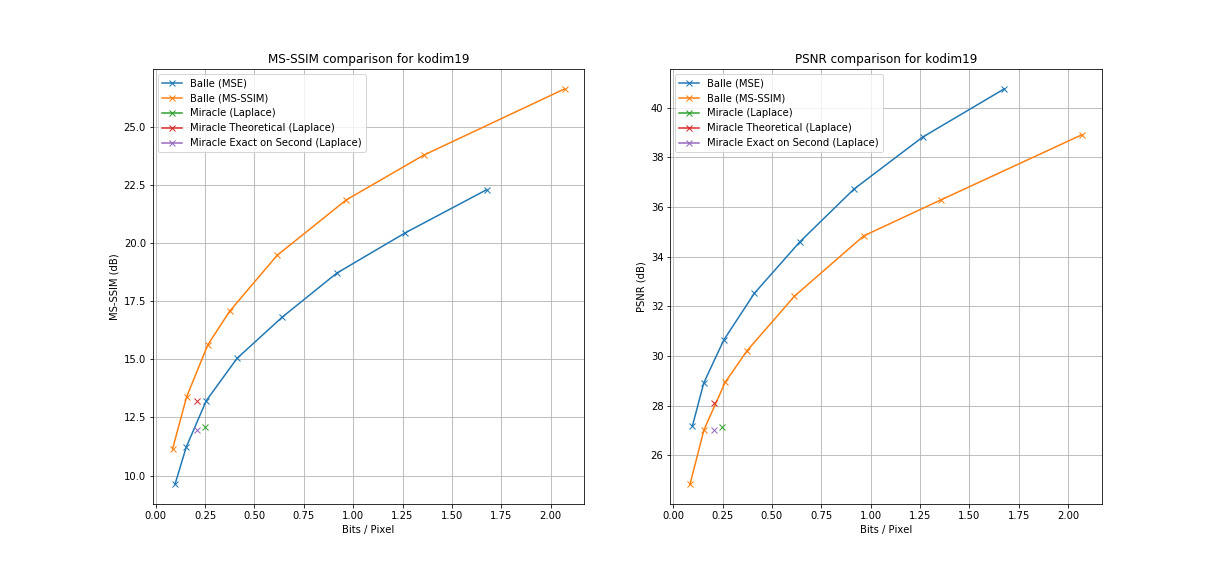 MS-SSIM comparison for kodim19
Balle (MSE)
Balle (MS-SSIM)
Miracle (Laplace)
Miracle Theoretical (Laplace)
Miracle Exact on Second (Laplace)
25.0
22.5
20.0
17.5
15.0
12.5
10.0
MS-SSIM (dB)
0.00 0.25 0.50 0.75 1.00 1.25 1.50 1.75 2.00
Bits / Pixel
PSNR comparison for kodim19
Balle (MSE)
Balle (MS-SSIM)
Miracle (Laplace)
Miracle Theoretical (Laplace)
Miracle Exact on Second (Laplace)
40
38
36
34
32
30
28
26
PSNR (dB)
0.00 0.25 0.50 0.75 1.00 1.25 1.50 1.75 2.00
Bits / Pixel